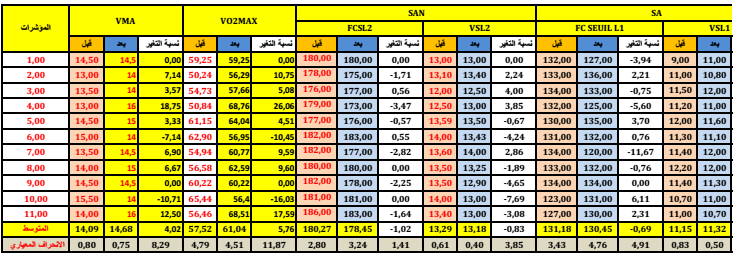 المؤشرات VMA VO2MAX SAN SA
FCSL2 VSL2 FC SEUIL L1 VSL1
قبل بعد نسبة التغير قبل بعد نسبة التغير قبل بعد نسبة التغير قبل بعد نسبة التغير قبل بعد نسبة التغير قبل بعد
1,00 14,50 14,5 0,00 59,25 59,25 0,00 180,00 180,00 0,00 13,00 13,00 0,00 132,00 127,00 -3,94 9,00 11,00
2,00 13,00 14 7,14 50,24 56,29 10,75 178,00 175,00 -1,71 13,10 13,40 2,24 133,00 136,00 2,21 11,00 10,80
3,00 13,50 14 3,57 54,73 57,66 5,08 176,00 177,00 0,56 12,00 12,50 4,00 134,00 133,00 -0,75 11,50 12,00
4,00 13,00 16 18,75 50,84 68,76 26,06 179,00 173,00 -3,47 12,50 13,00 3,85 132,00 125,00 -5,60 11,20 11,00
5,00 14,50 15 3,33 61,15 64,04 4,51 177,00 176,00 -0,57 13,59 13,50 -0,67 130,00 135,00 3,70 12,00 11,60
6,00 15,00 14 -7,14 62,90 56,95 -10,45 182,00 183,00 0,55 14,00 13,43 -4,24 131,00 132,00 0,76 11,30 11,10
7,00 13,50 14,5 6,90 54,94 60,77 9,59 182,00 177,00 -2,82 13,60 14,00 2,86 134,00 120,00 -11,67 11,40 12,00
8,00 14,00 15 6,67 56,58 62,59 9,60 180,00 180,00 0,00 13,50 13,25 -1,89 133,00 132,00 -0,76 12,20 12,00
9,00 14,50 14,5 0,00 60,22 60,22 0,00 182,00 178,00 -2,25 13,50 12,90 -4,65 134,00 134,00 0,00 11,40 11,30
10,00 15,50 14 -10,71 65,44 56,4 -16,03 181,00 181,00 0,00 14,00 13,00 -7,69 123,00 131,00 6,11 10,70 11,00
11,00 14,00 16 12,50 56,46 68,51 17,59 186,00 183,00 -1,64 13,40 13,00 -3,08 127,00 130,00 2,31 11,00 10,70
المتوسط 14,09 14,68 4,02 57,52 61,04 5,76 180,27 178,45 -1,02 13,29 13,18 -0,83 131,18 130,45 -0,69 11,15 11,32
الانحراف المعياري 0,80 0,75 8,29 4,79 4,51 11,87 2,80 3,24 1,41 0,61 0,40 3,85 3,43 4,76 4,91 0,83 0,50